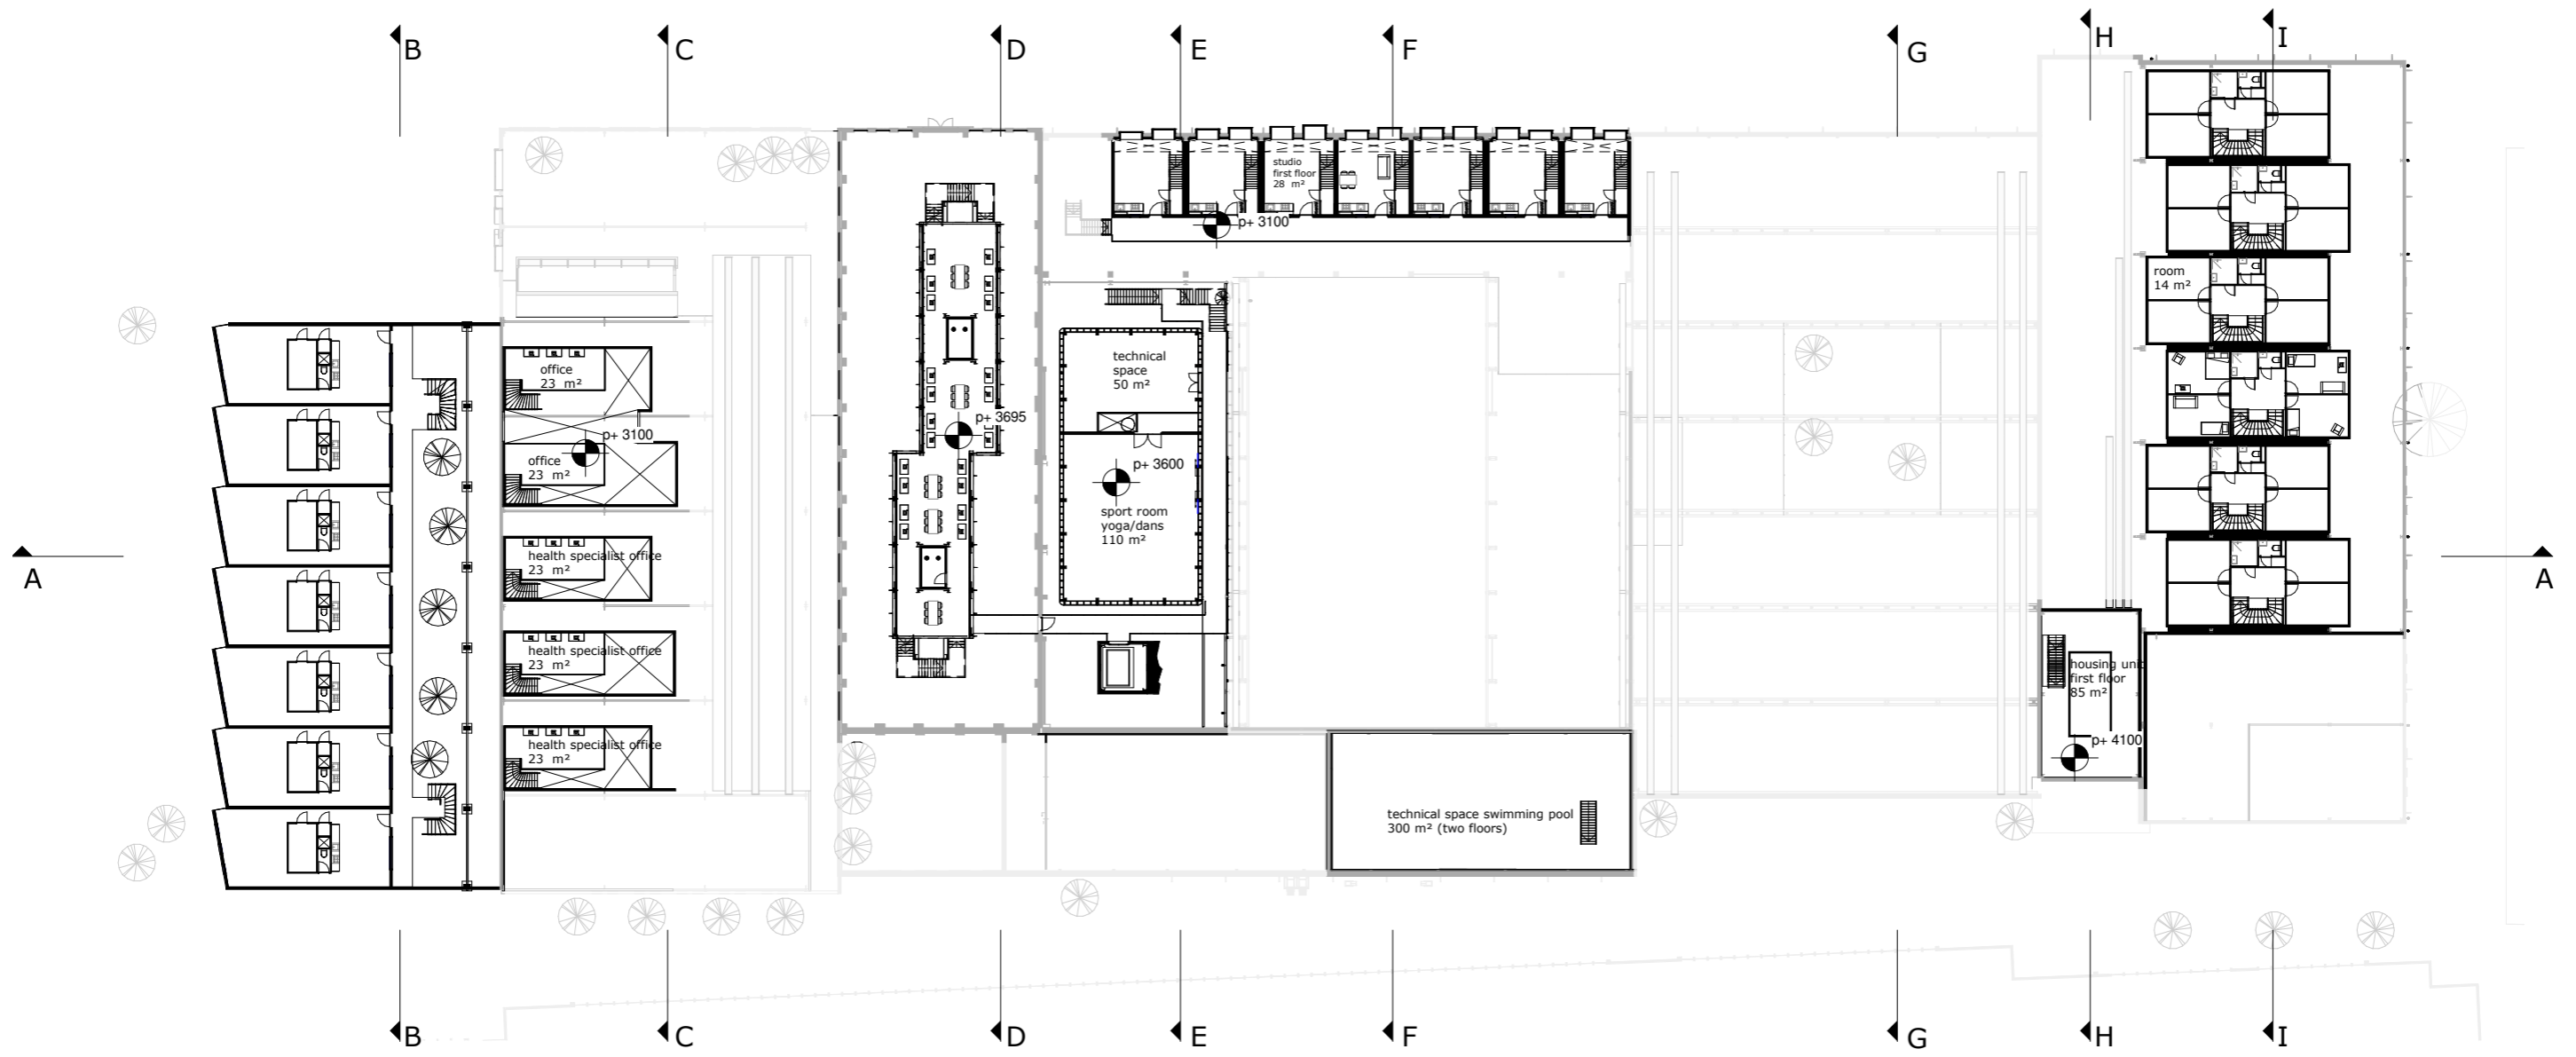 B
C
D
E
F
G
H
I
studio
first floor
28 m²
p+ 3100
room
14 m²
technical
space
50 m²
office
23 m²
p+ 3695
p+ 3100
office
23 m²
p+ 3600
sport room
yoga/dans
110 m²
health specialist office
23 m²
A
A
health specialist office
23 m²
housing unit
first floor
85 m²
health specialist office
23 m²
p+ 4100
technical space swimming pool
300 m² (two floors)
B
C
D
E
F
G
H
I